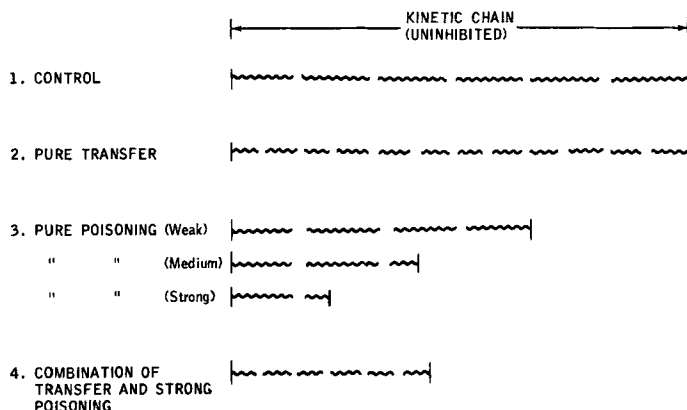 KINETIC CHAIN
(UNINHIBITED)
1. CONTROL
2. PURE TRANSFER
3. PURE POISONING (Weak)
" " (Medium)
" " (Strong)
4. COMBINATION OF
TRANSFER AND STRONG
POISONING